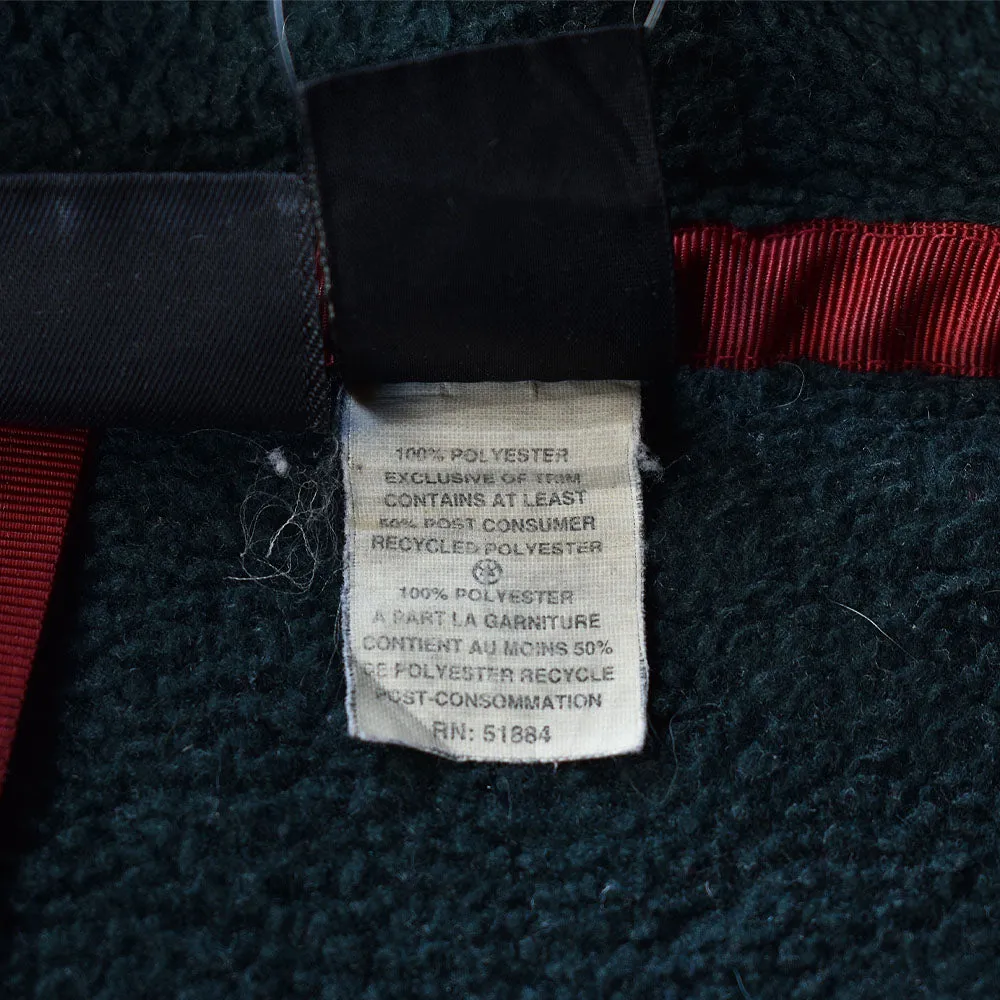 100% POLYESTER
EXCLUSIVE OF TRIM
CONTAINS AT LEAST
50% POST CONSUMER
RECYCLED POLYESTER
100% POLYESTER
A PART LA GARNITURE
CONTIENT AU MOINS 50%
DE POLYESTER RECYCLE
POST-CONSOMMATION
RN: 51884